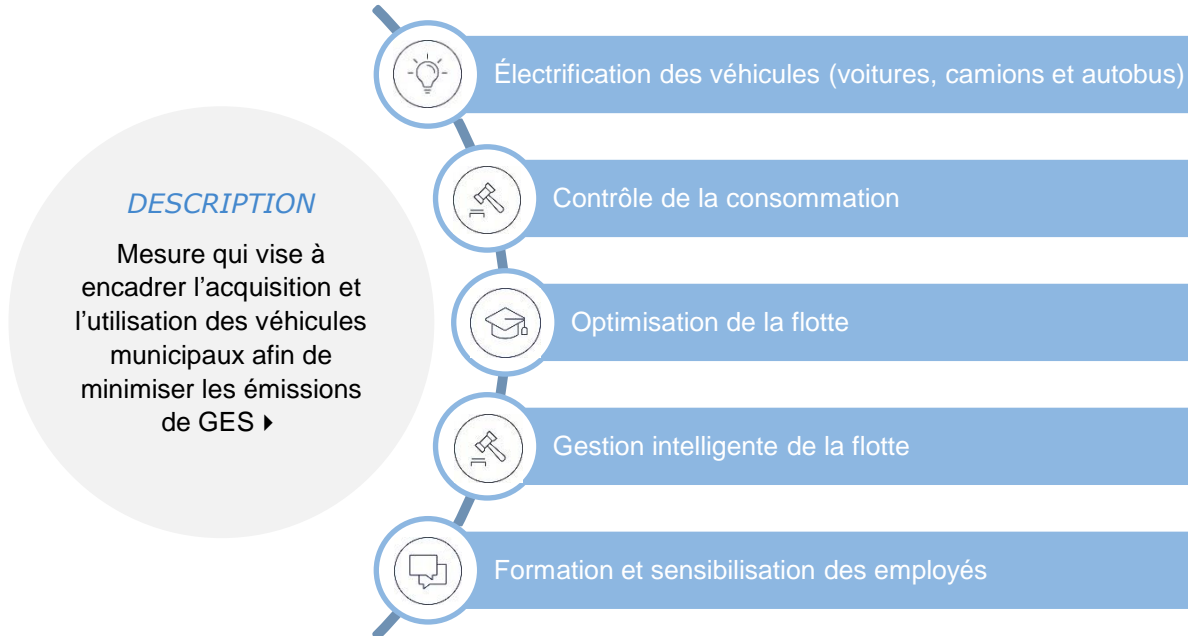 DESCRIPTION
Mesure qui vise à
encadrer l’acquisition et
l’utilisation des véhicules
municipaux afin de
minimiser les émissions
de GES
Électrification des véhicules (voitures, camions et autobus)
Contrôle de la consommation
Optimisation de la flotte
Gestion intelligente de la flotte
Formation et sensibilisation des employés